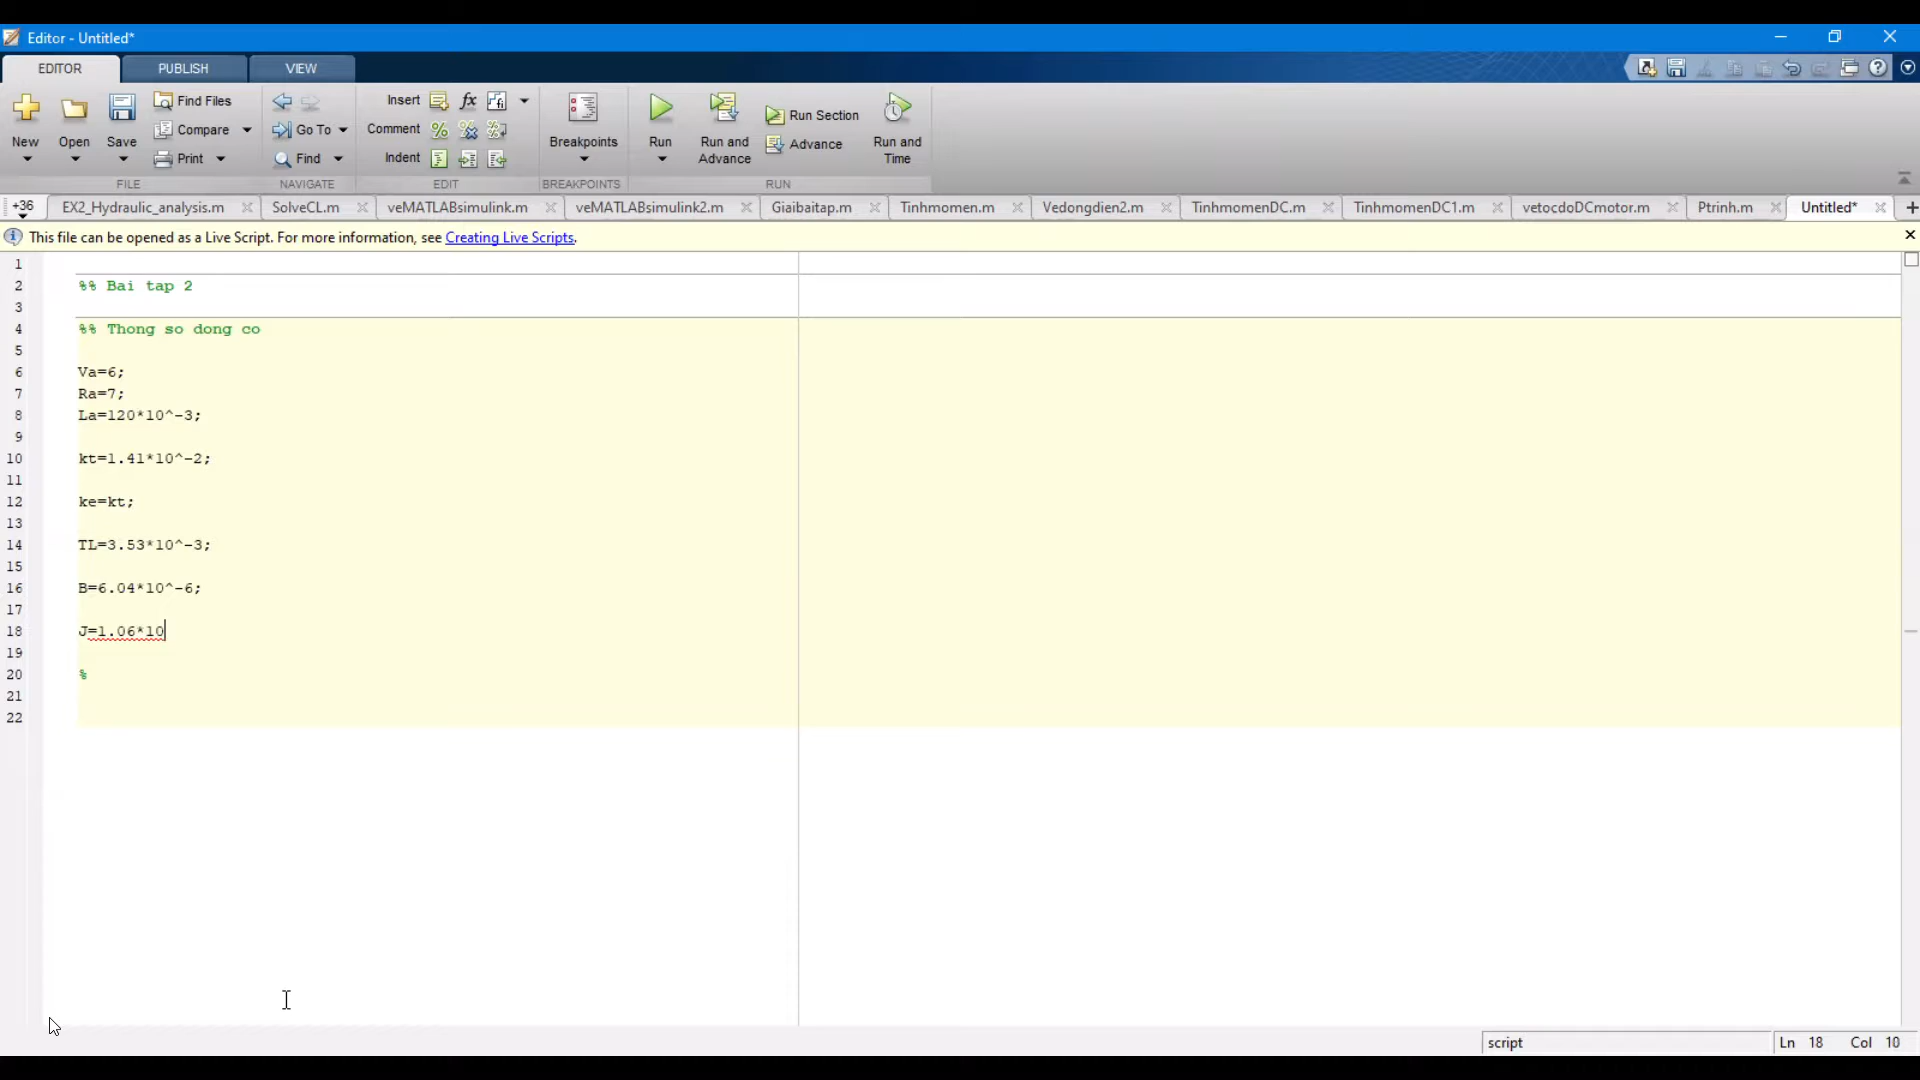 Editor - Untitled*
EDITOR PUBLISH VIEW
New Open Save Find Files Compare Print
FILE
Go To Find
NAVIGATE
Insert fx
Comment
Indent
EDIT
Breakpoints
BREAKPOINTS
Run Run and Advance Run Section Advance Run and Time
RUN
+36 EX2_Hydraulic_analysis.m SolveCL.m veMATLABsimulink.m veMATLABsimulink2.m Giaibaitap.m Tinhmomen.m Vedongdien2.m TinhmomenDC.m TinhmomenDC1.m vetocdoDCmotor.m Ptrinh.m Untitled*
This file can be opened as a Live Script. For more information, see Creating Live Scripts.
1
2 %% Bai tap 2
3
4 %% Thong so dong co
5
6 Va=6;
7 Ra=7;
8 La=120*10^-3;
9
10 kt=1.41*10^-2;
11
12 ke=kt;
13
14 TL=3.53*10^-3;
15
16 B=6.04*10^-6;
17
18 J=1.06*10
19
20 %
21
22
script Ln 18 Col 10